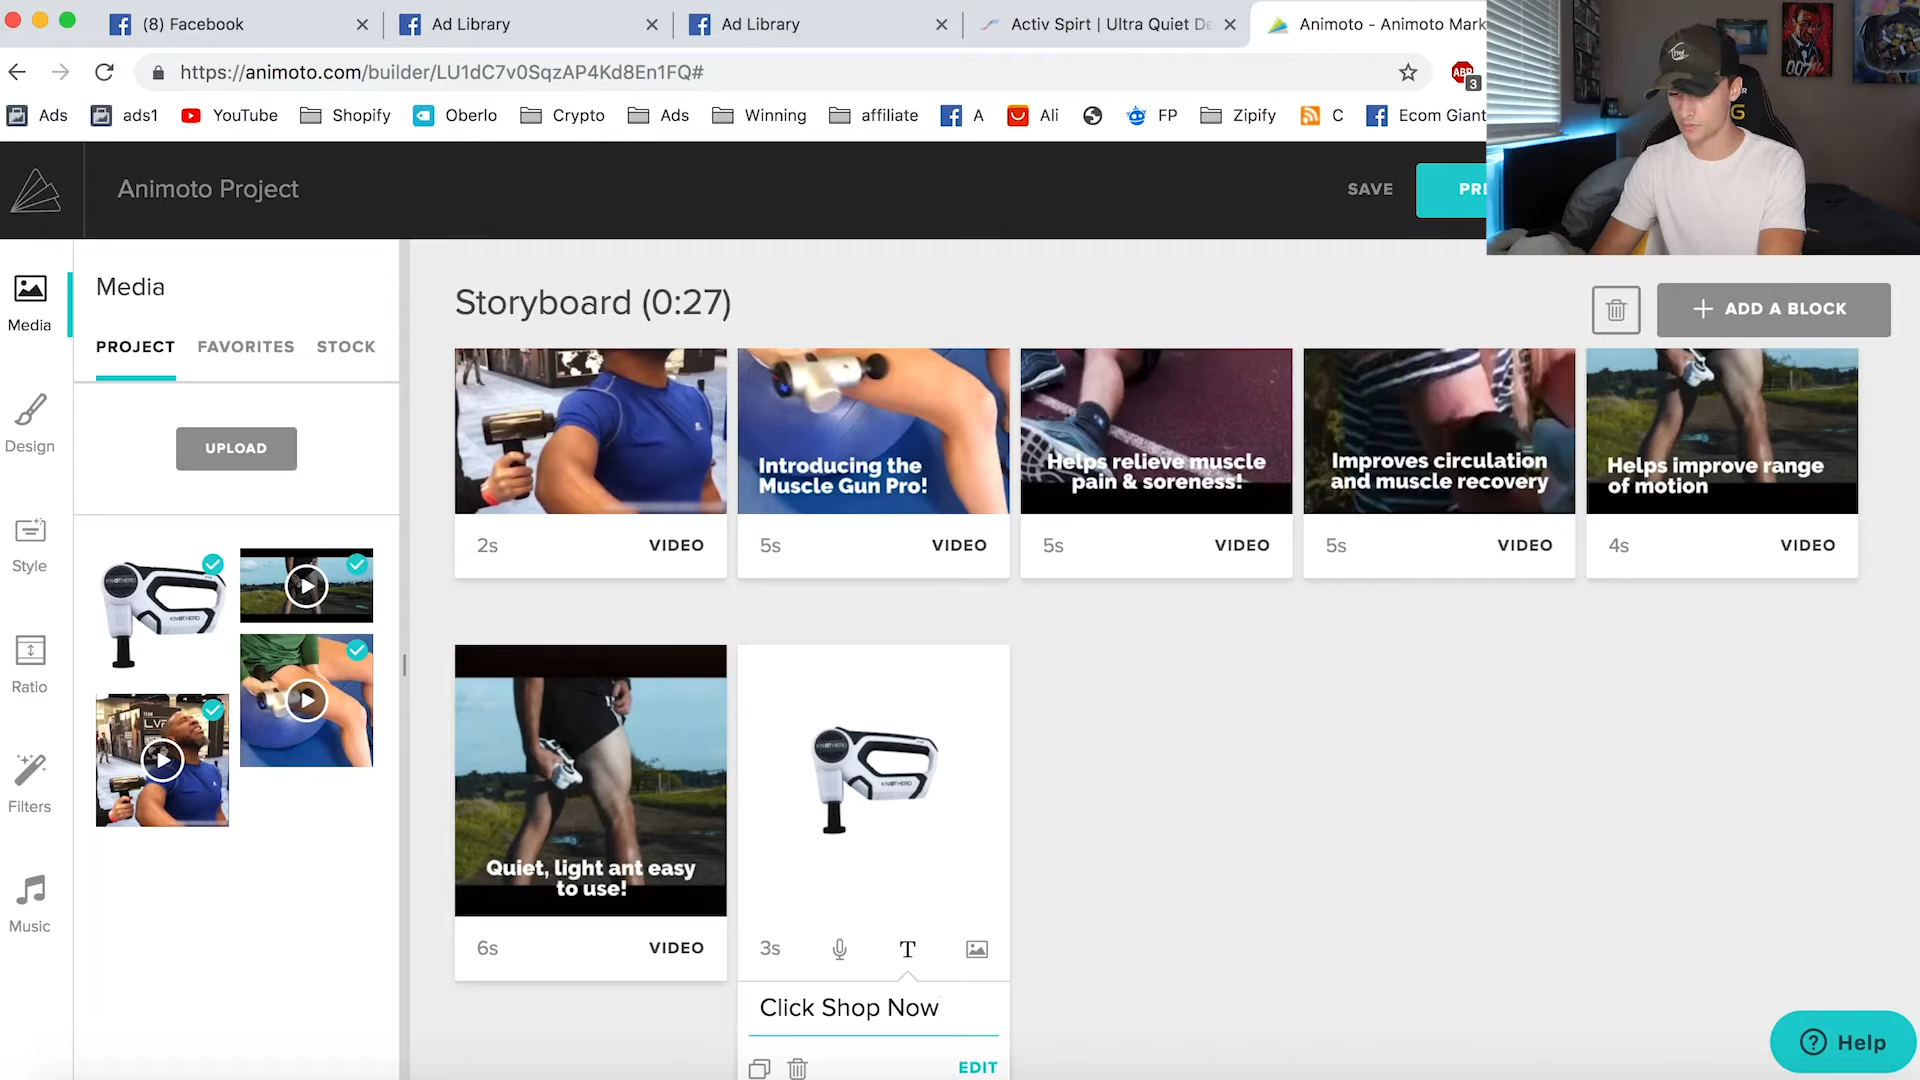 (8) Facebook
Ad Library
Ad Library
Activ Spirt | Ultra Quiet De
Animoto - Animoto Mark
https://animoto.com/builder/LU1dC7v0SqzAP4Kd8En1FQ#
ABP
3
Ads
ads1
YouTube
Shopify
Oberlo
Crypto
Ads
Winning
affiliate
A
Ali
FP
Zipify
C
Ecom Giant
007
Animoto Project
SAVE
PRE
Media
Design
Style
Ratio
Filters
Music
Media
PROJECT
FAVORITES
STOCK
UPLOAD
Storyboard (0:27)
ADD A BLOCK
Introducing the
Muscle Gun Pro!
Helps relieve muscle
pain & soreness!
Improves circulation
and muscle recovery
Helps improve range
of motion
2s
VIDEO
5s
VIDEO
5s
VIDEO
5s
VIDEO
4s
VIDEO
Quiet, light ant easy
to use!
6s
VIDEO
KNOTHERO
3s
T
Click Shop Now
EDIT
Help